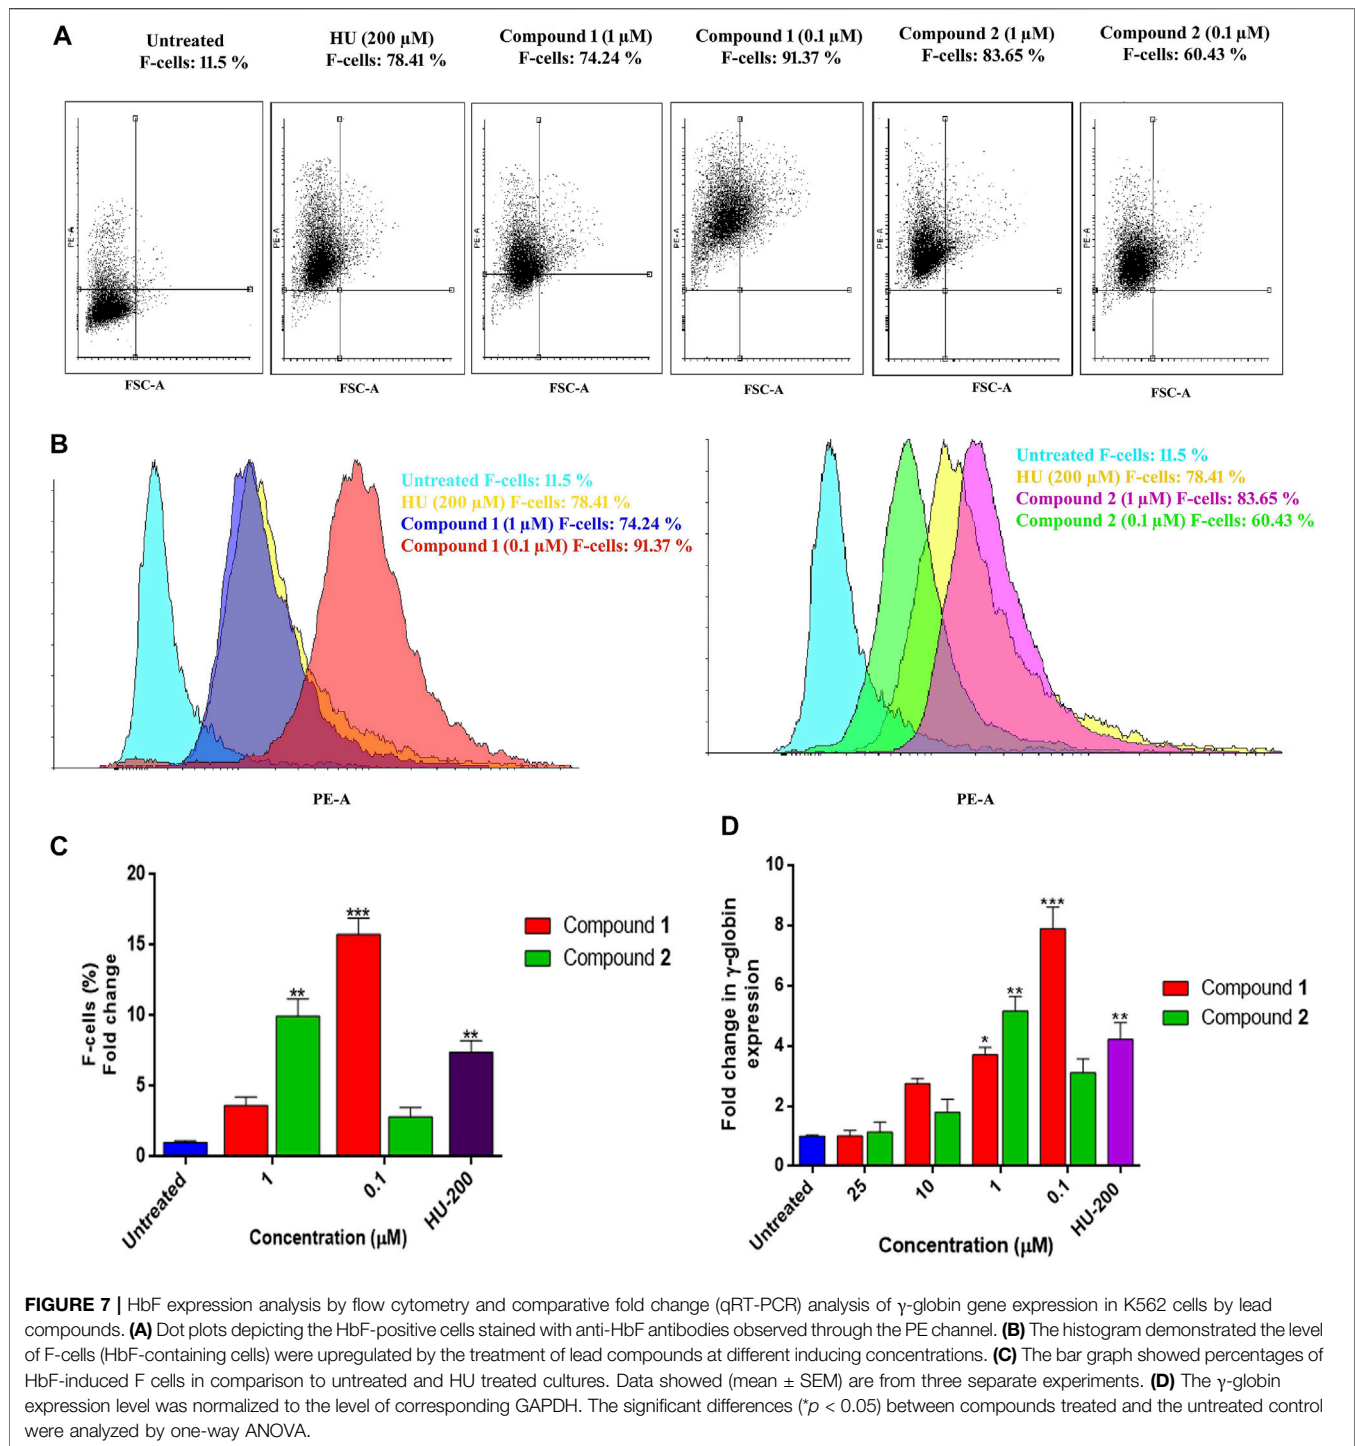 A
Untreated
F-cells: 11.5 %
HU (200 µM)
F-cells: 78.41 %
Compound 1 (1 µM)
F-cells: 74.24 %
Compound 1 (0.1 µM)
F-cells: 91.37 %
Compound 2 (1 µM)
F-cells: 83.65 %
Compound 2 (0.1 µM)
F-cells: 60.43 %
PE-A
PE-A
PE-A
PE-A
PE-A
PE-A
FSC-A
FSC-A
FSC-A
FSC-A
FSC-A
FSC-A
B
Untreated F-cells: 11.5 %
HU (200 µM) F-cells: 78.41 %
Compound 1 (1 µM) F-cells: 74.24 %
Compound 1 (0.1 µM) F-cells: 91.37 %
PE-A
Untreated F-cells: 11.5 %
HU (200 µM) F-cells: 78.41 %
Compound 2 (1 µM) F-cells: 83.65 %
Compound 2 (0.1 µM) F-cells: 60.43 %
PE-A
C
F-cells (%)
Fold change
20
15
10
5
0
**
***
**
Compound 1
Compound 2
Untreated
1
0.1
HU-200
Concentration (µM)
D
Fold change in γ-globin
expression
10
8
6
4
2
0
*
**
***
**
Compound 1
Compound 2
Untreated
25
10
1
0.1
HU-200
Concentration (µM)
FIGURE 7 | HbF expression analysis by flow cytometry and comparative fold change (qRT-PCR) analysis of γ-globin gene expression in K562 cells by lead
compounds. (A) Dot plots depicting the HbF-positive cells stained with anti-HbF antibodies observed through the PE channel. (B) The histogram demonstrated the level
of F-cells (HbF-containing cells) were upregulated by the treatment of lead compounds at different inducing concentrations. (C) The bar graph showed percentages of
HbF-induced F cells in comparison to untreated and HU treated cultures. Data showed (mean ± SEM) are from three separate experiments. (D) The γ-globin
expression level was normalized to the level of corresponding GAPDH. The significant differences (*p < 0.05) between compounds treated and the untreated control
were analyzed by one-way ANOVA.